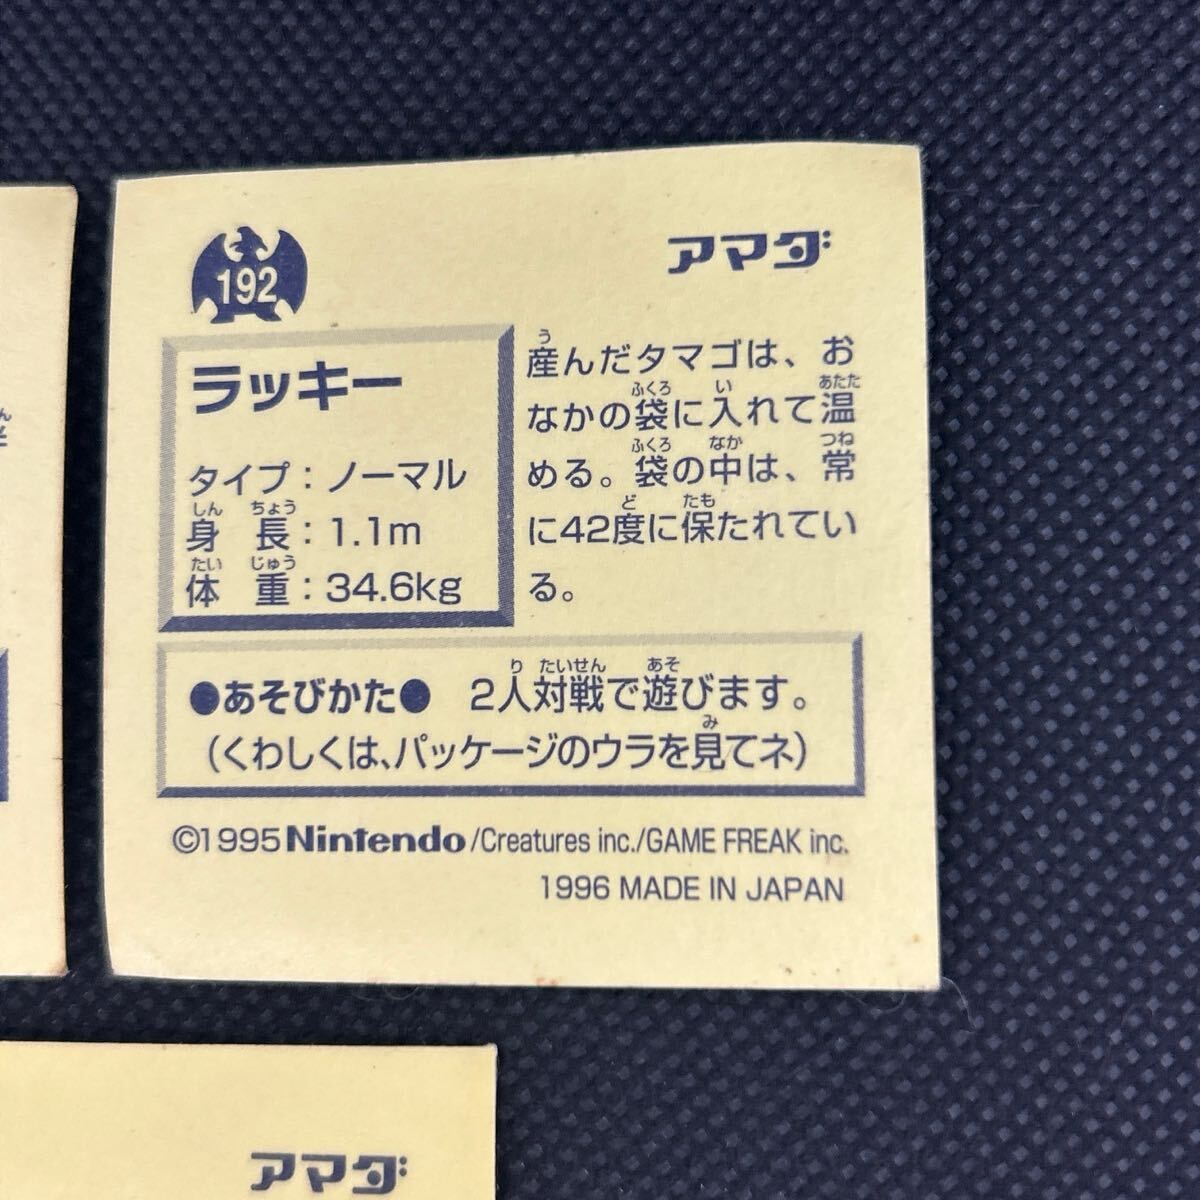 192
アマダ
ラッキー
タイプ：ノーマル
身長：1.1m
体重：34.6kg
産んだタマゴは、お
なかの袋に入れて温
める。袋の中は、常
に42度に保たれてい
る。
●あそびかた● 2人対戦で遊びます。
(くわしくは、パッケージのウラを見てネ)
©1995 Nintendo/Creatures inc./GAME FREAK inc.
1996 MADE IN JAPAN
アマダ